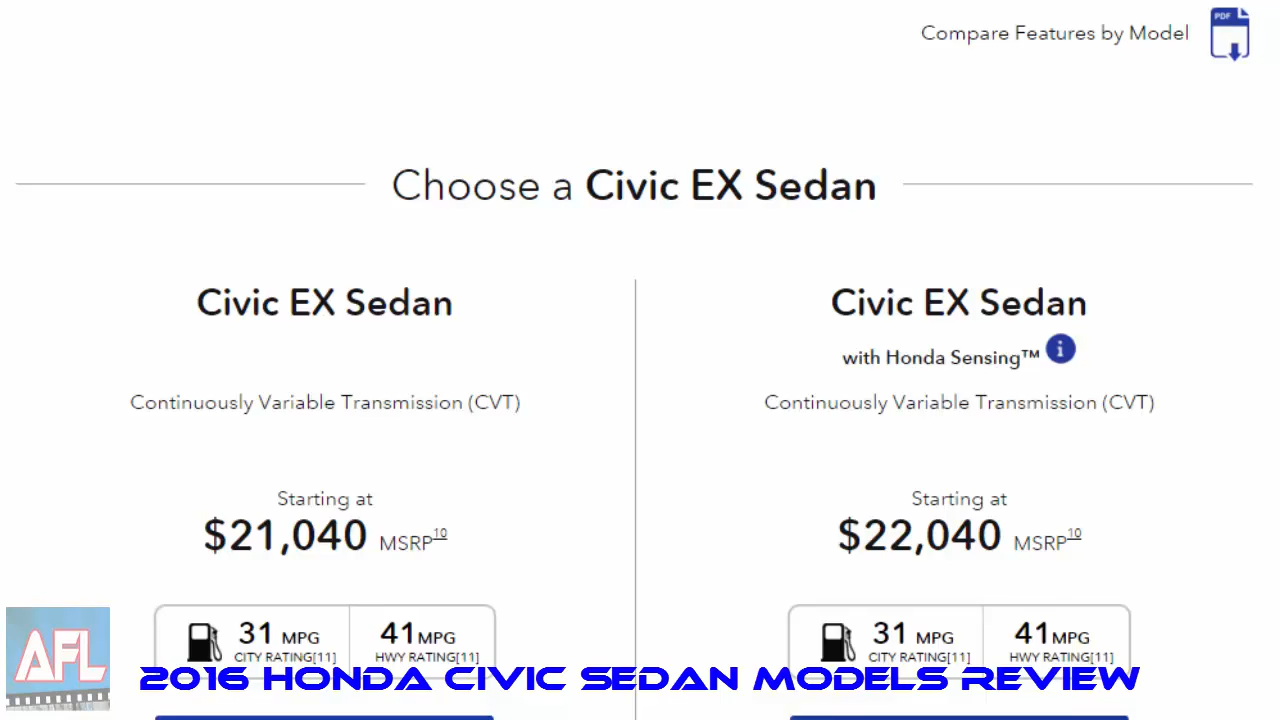 Compare Features by Model
PDF
Choose a Civic EX Sedan
Civic EX Sedan
Continuously Variable Transmission (CVT)
Starting at
$21,040 MSRP10
31 MPG
CITY RATING[11]
41 MPG
HWY RATING[11]
Civic EX Sedan
with Honda Sensing™ i
Continuously Variable Transmission (CVT)
Starting at
$22,040 MSRP10
31 MPG
CITY RATING[11]
41 MPG
HWY RATING[11]
AFL
2016 HONDA CIVIC SEDAN MODELS REVIEW